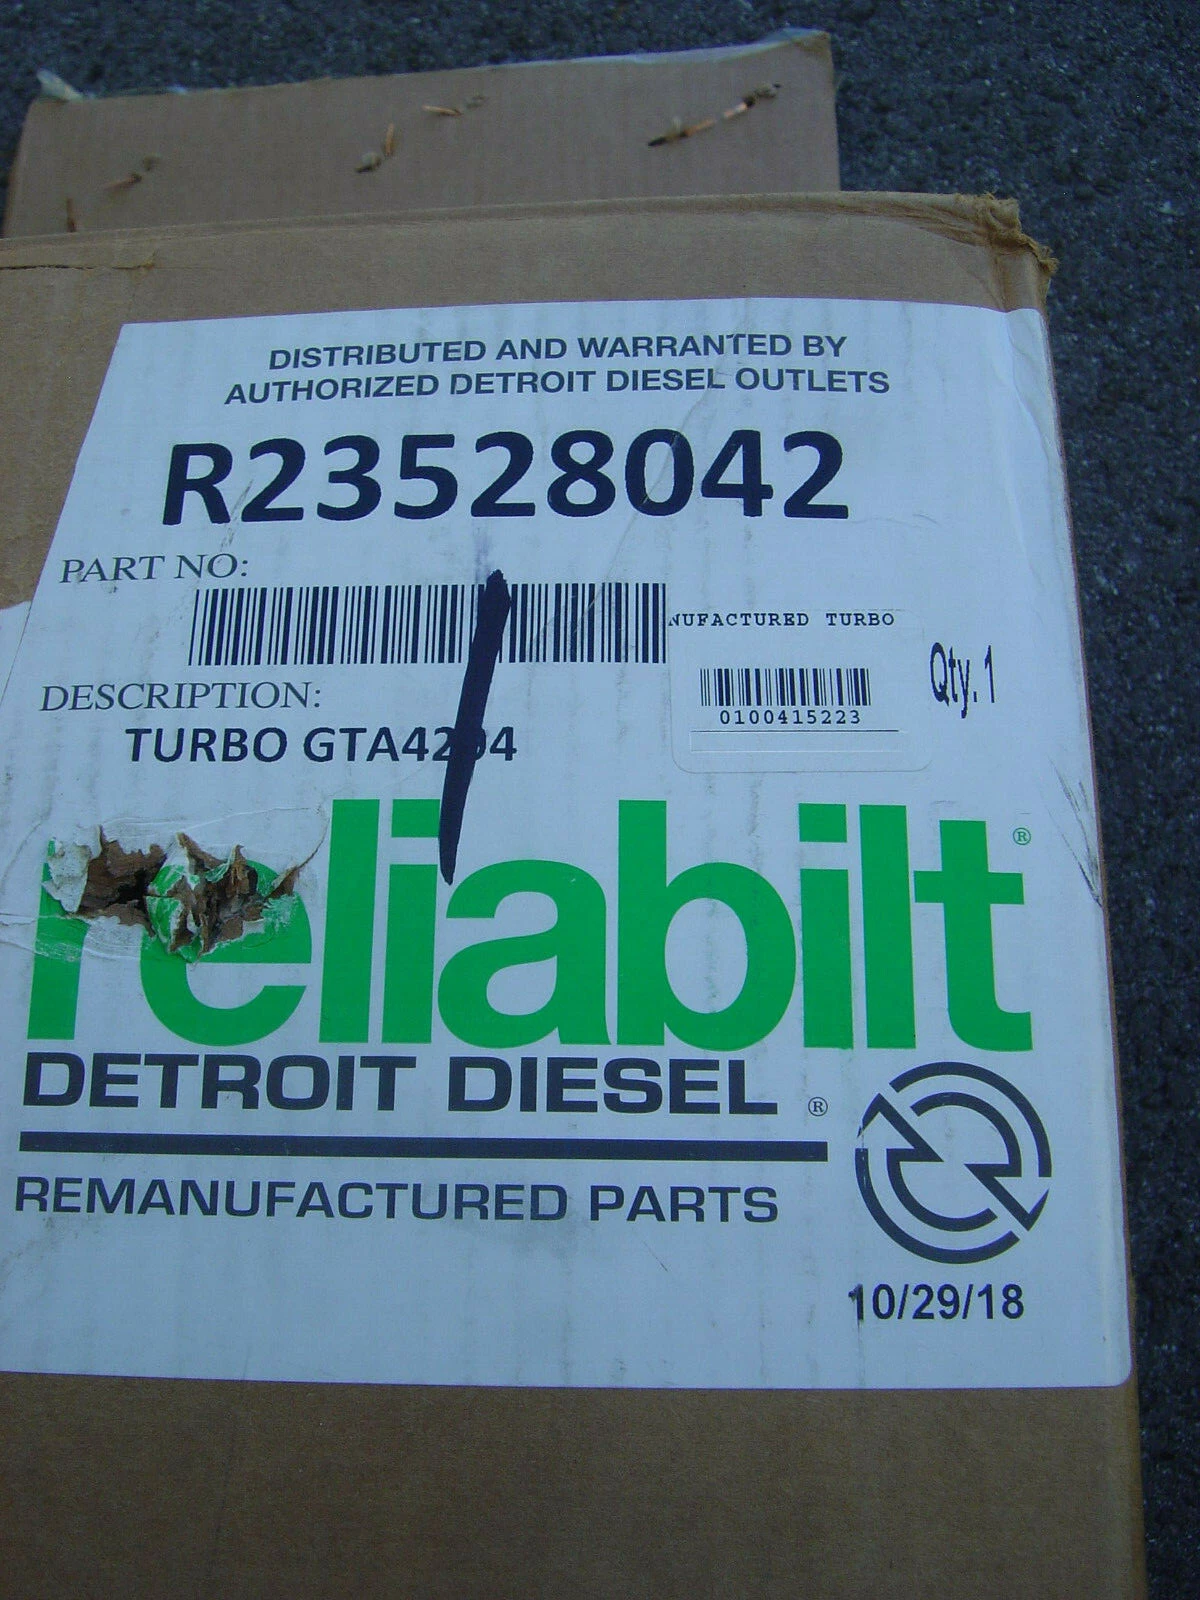 DISTRIBUTED AND WARRANTED BY
AUTHORIZED DETROIT DIESEL OUTLETS
R23528042
PART NO:
NUFACTURED TURBO
0100415223
Qty. 1
DESCRIPTION:
TURBO
reliabilt®
DETROIT DIESEL®
REMANUFACTURED PARTS
10/29/18